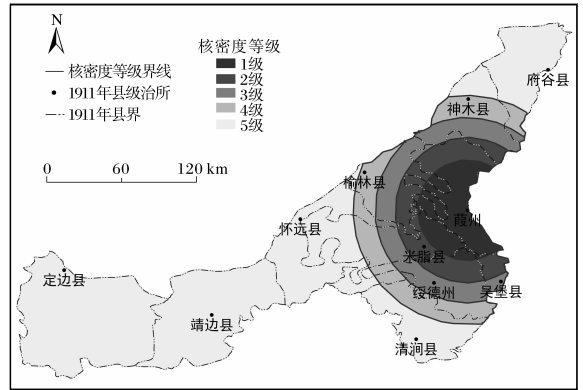 N
核密度等级界线
1911年县级治所
1911年县界
0 60 120 km
核密度等级
1级
2级
3级
4级
5级
府谷县
神木县
榆林县
葭州
怀远县
米脂县
定边县
绥德州
吴堡县
靖边县
清涧县